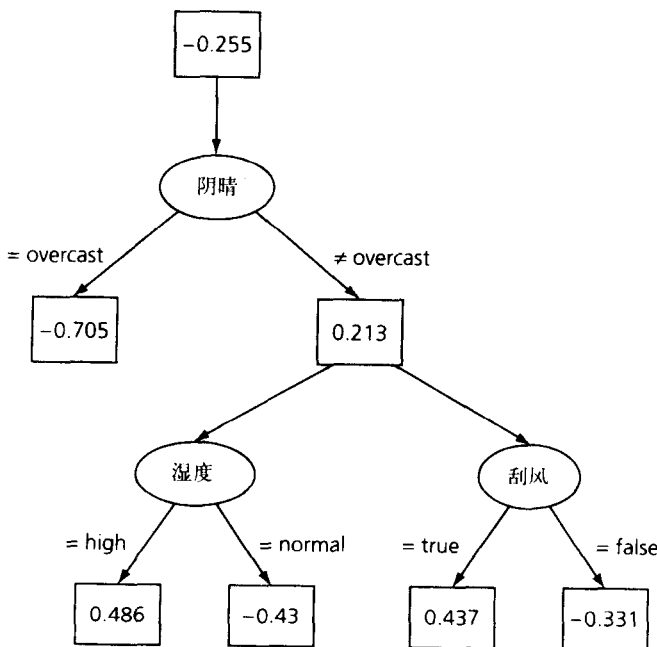 −0.255
阴晴
= overcast
≠ overcast
−0.705
0.213
湿度
刮风
= high
= normal
= true
= false
0.486
−0.43
0.437
−0.331